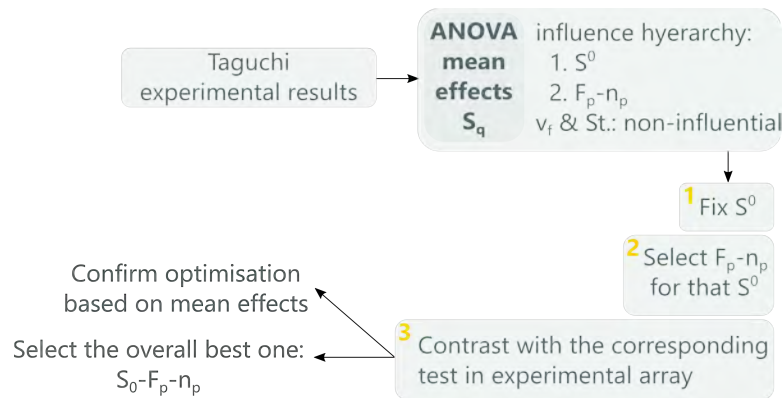 Taguchi
experimental results
ANOVA
mean
effects
S_q
influence hyerarchy:
1. S⁰
2. Fₚ-nₚ
v_f & St.: non-influential
1 Fix S⁰
2 Select Fₚ-nₚ
for that S⁰
3 Contrast with the corresponding
test in experimental array
Confirm optimisation
based on mean effects
Select the overall best one:
S₀-Fₚ-nₚ